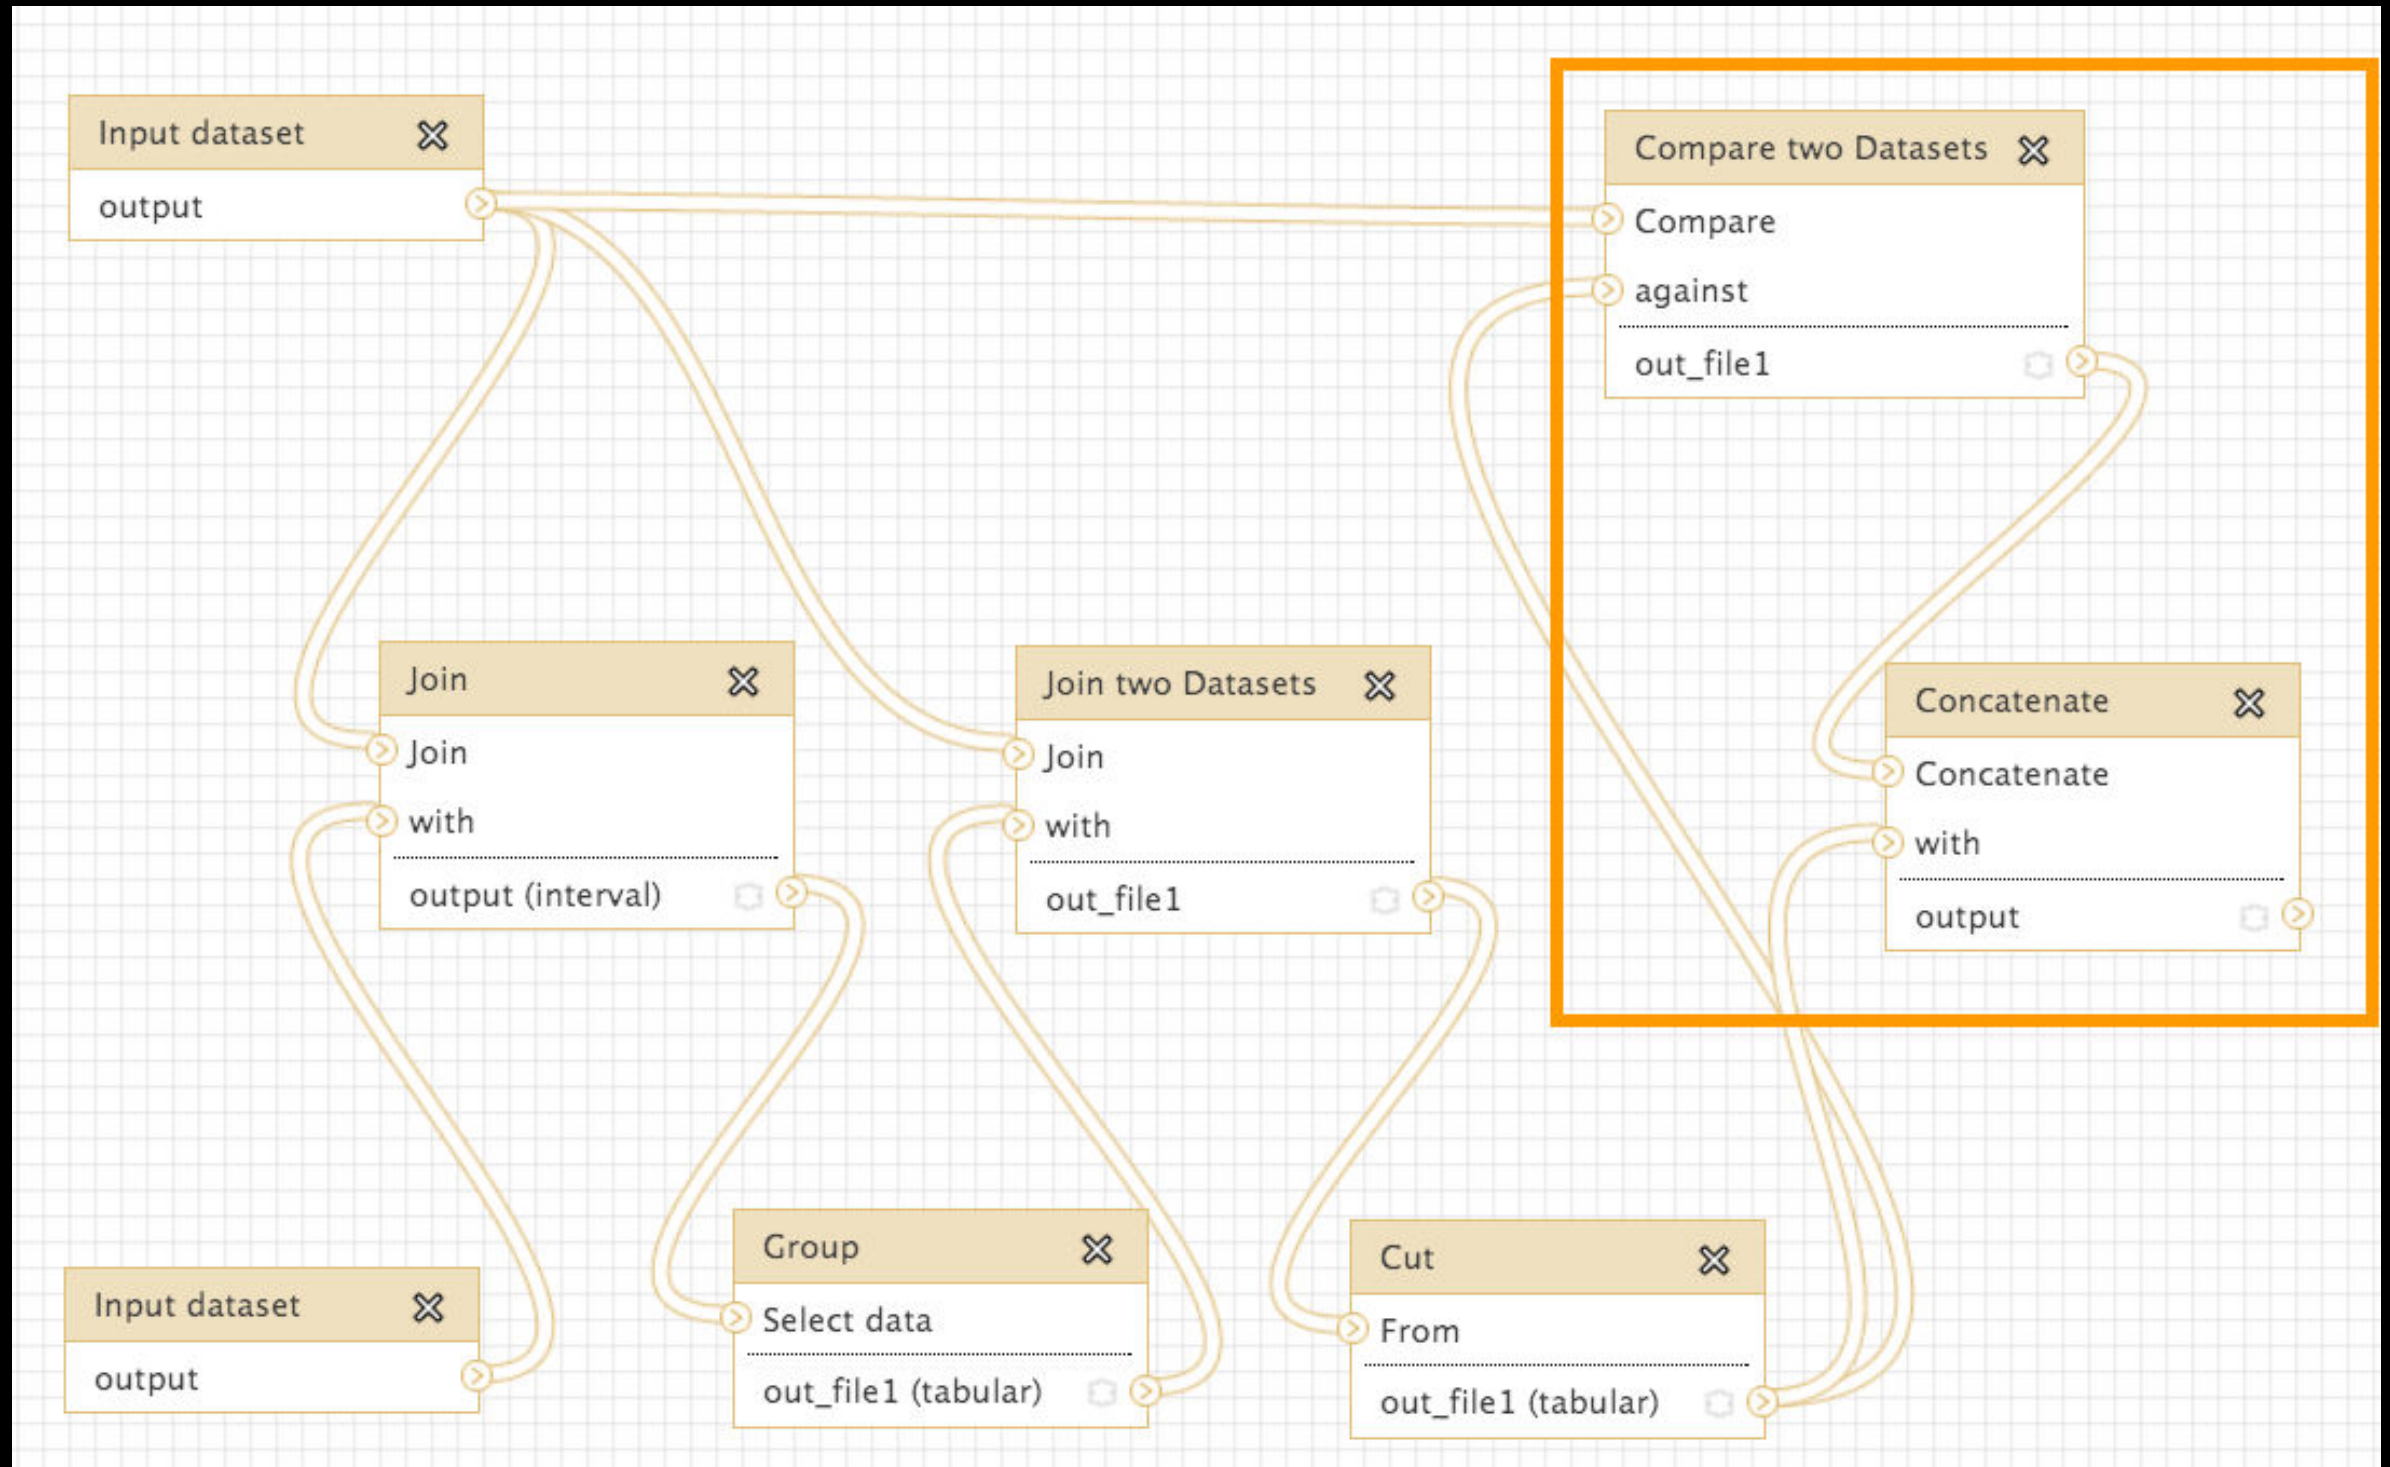 Input dataset
output
Compare two Datasets
Compare
against
out_file1
Join
Join
with
output (interval)
Join two Datasets
Join
with
out_file1
Concatenate
Concatenate
with
output
Input dataset
output
Group
Select data
out_file1 (tabular)
Cut
From
out_file1 (tabular)